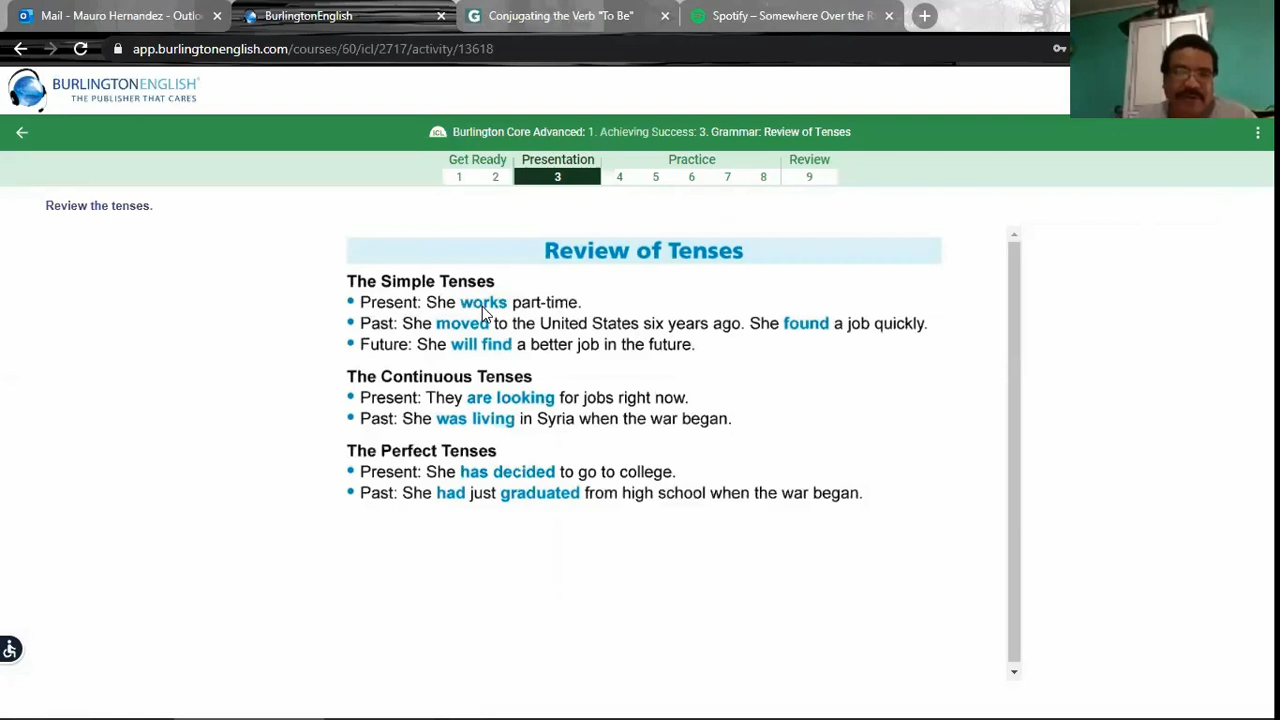 Mail - Mauro Hernandez - Outlo
BurlingtonEnglish
Conjugating the Verb "To Be"
Spotify – Somewhere Over the R
app.burlingtonenglish.com/courses/60/icl/2717/activity/13618
BURLINGTONENGLISH
THE PUBLISHER THAT CARES
ICL Burlington Core Advanced: 1. Achieving Success: 3. Grammar: Review of Tenses
Get Ready Presentation Practice Review
1 2 3 4 5 6 7 8 9
Review the tenses.
Review of Tenses
The Simple Tenses
• Present: She works part-time.
• Past: She moved to the United States six years ago. She found a job quickly.
• Future: She will find a better job in the future.
The Continuous Tenses
• Present: They are looking for jobs right now.
• Past: She was living in Syria when the war began.
The Perfect Tenses
• Present: She has decided to go to college.
• Past: She had just graduated from high school when the war began.